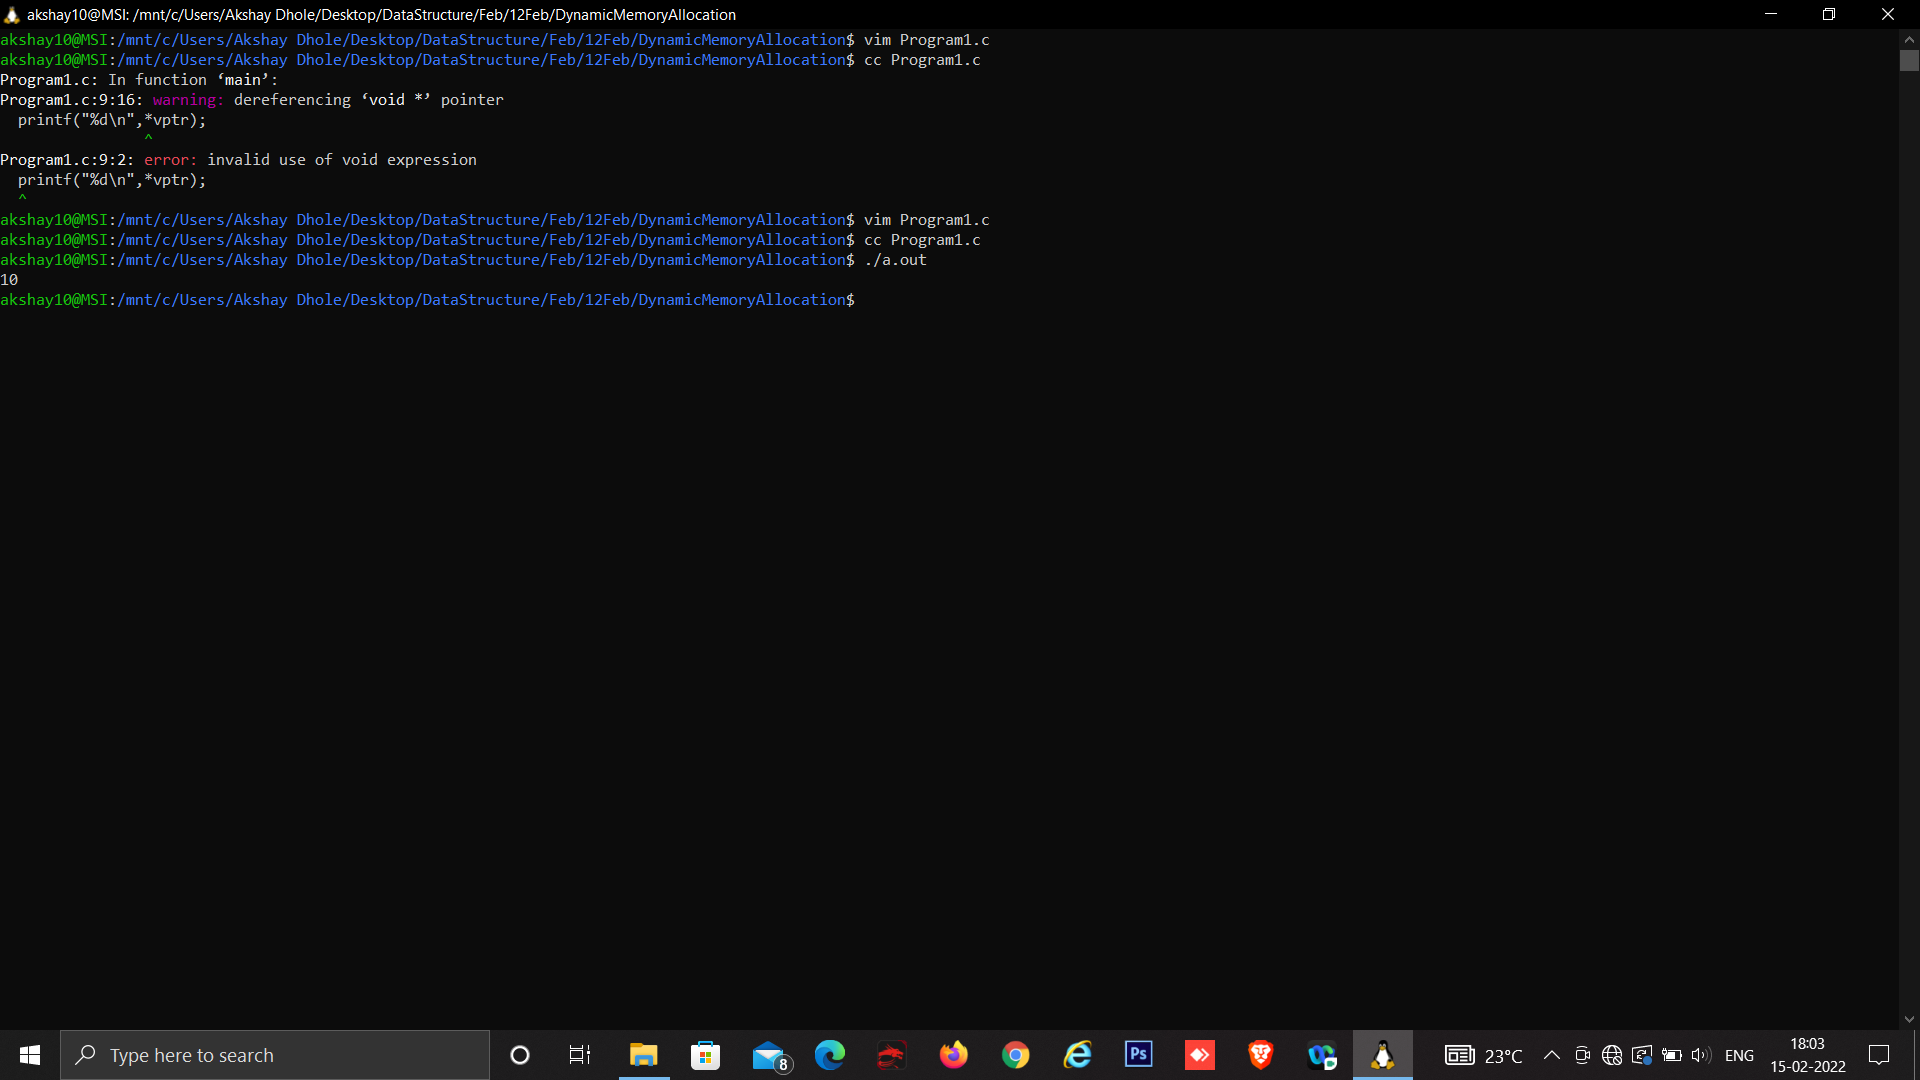 akshay10@MSI: /mnt/c/Users/Akshay Dhole/Desktop/DataStructure/Feb/12Feb/DynamicMemoryAllocation
akshay10@MSI:/mnt/c/Users/Akshay Dhole/Desktop/DataStructure/Feb/12Feb/DynamicMemoryAllocation$ vim Program1.c
akshay10@MSI:/mnt/c/Users/Akshay Dhole/Desktop/DataStructure/Feb/12Feb/DynamicMemoryAllocation$ cc Program1.c
Program1.c: In function ‘main’:
Program1.c:9:16: warning: dereferencing ‘void *’ pointer
  printf("%d\n",*vptr);
                ^
Program1.c:9:2: error: invalid use of void expression
  printf("%d\n",*vptr);
  ^
akshay10@MSI:/mnt/c/Users/Akshay Dhole/Desktop/DataStructure/Feb/12Feb/DynamicMemoryAllocation$ vim Program1.c
akshay10@MSI:/mnt/c/Users/Akshay Dhole/Desktop/DataStructure/Feb/12Feb/DynamicMemoryAllocation$ cc Program1.c
akshay10@MSI:/mnt/c/Users/Akshay Dhole/Desktop/DataStructure/Feb/12Feb/DynamicMemoryAllocation$ ./a.out
10
akshay10@MSI:/mnt/c/Users/Akshay Dhole/Desktop/DataStructure/Feb/12Feb/DynamicMemoryAllocation$
Type here to search
8
Ps
23°C
ENG
18:03
15-02-2022